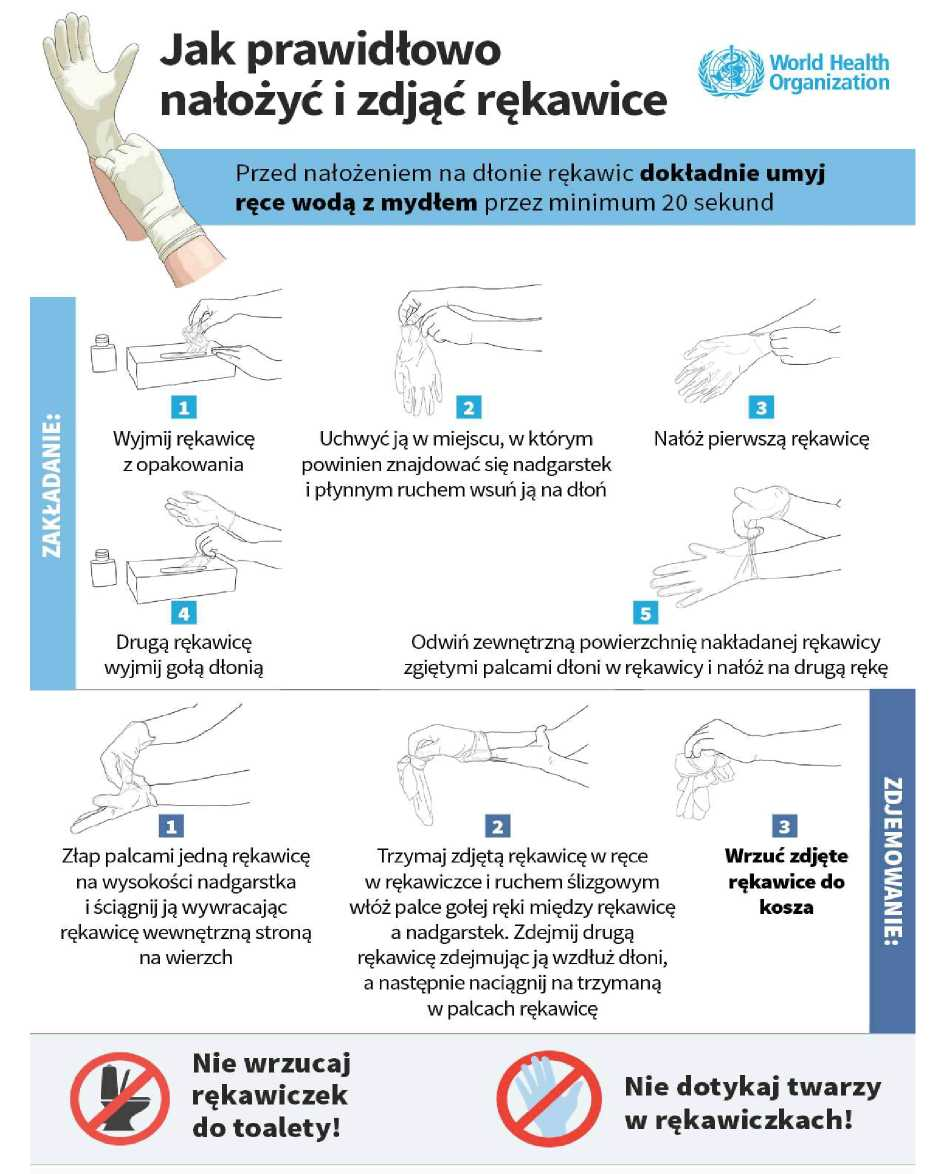 Jak prawidłowo
nałożyć i zdjąć rękawice
World Health
Organization
Przed nałożeniem na dłonie rękawic dokładnie umyj
ręce wodą z mydłem przez minimum 20 sekund
ZAKŁADANIE:
1
Wyjmij rękawicę
z opakowania
2
Uchwyć ją w miejscu, w którym
powinien znajdować się nadgarstek
i płynnym ruchem wsuń ją na dłoń
3
Nałóż pierwszą rękawicę
4
Drugą rękawicę
wyjmij gołą dłonią
5
Odwiń zewnętrzną powierzchnię nakładanej rękawicy
zgiętymi palcami dłoni w rękawicy i nałóż na drugą rękę
ZDJEMOWANIE:
1
Złap palcami jedną rękawicę
na wysokości nadgarstka
i ściągnij ją wywracając
rękawicę wewnętrzną stroną
na wierzch
2
Trzymaj zdjętą rękawicę w ręce
w rękawiczce i ruchem ślizgowym
włóż palce gołej ręki między rękawicę
a nadgarstek. Zdejmij drugą
rękawicę zdejmując ją wzdłuż dłoni,
a następnie naciągnij na trzymaną
w palcach rękawicę
3
Wrzuć zdjęte
rękawice do
kosza
Nie wrzucaj
rękawiczek
do toalety!
Nie dotykaj twarzy
w rękawiczkach!